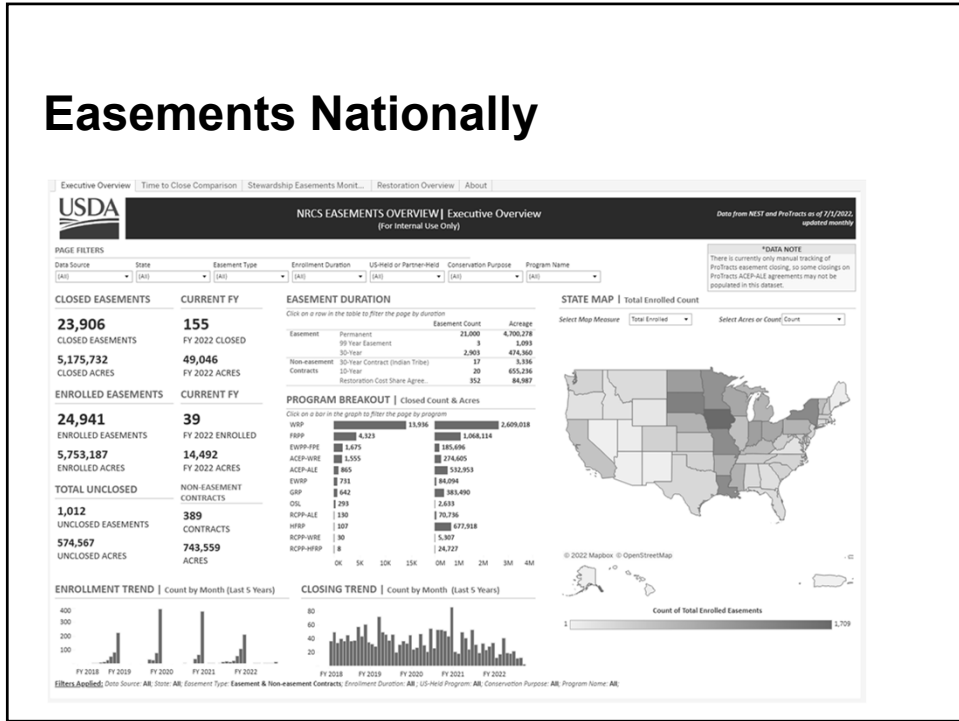 Easements Nationally
Executive Overview | Time to Close Comparison | Stewardship Easements Monit... | Restoration Overview | About
USDA
NRCS EASEMENTS OVERVIEW | Executive Overview
(For Internal Use Only)
Data from NEST and ProTracts as of 7/1/2022,
updated monthly
PAGE FILTERS
Data Source State Easement Type Enrollment Duration US-Held or Partner-Held Conservation Purpose Program Name
(All) (All) (All) (All) (All) (All) (All)
*DATA NOTE
There is currently only manual tracking of
ProTracts easement closing, so some closings on
ProTracts ACEP-ALE agreements may not be
populated in this dataset.
CLOSED EASEMENTS CURRENT FY
23,906 155
CLOSED EASEMENTS FY 2022 CLOSED
5,175,732 49,046
CLOSED ACRES FY 2022 ACRES
ENROLLED EASEMENTS CURRENT FY
24,941 39
ENROLLED EASEMENTS FY 2022 ENROLLED
5,753,187 14,492
ENROLLED ACRES FY 2022 ACRES
TOTAL UNCLOSED NON-EASEMENT
CONTRACTS
1,012 389
UNCLOSED EASEMENTS CONTRACTS
574,567 743,559
UNCLOSED ACRES ACRES
EASEMENT DURATION
Click on a row in the table to filter the page by duration
Easement Count Acreage
Easement Permanent 21,000 4,700,278
99 Year Easement 3 1,093
30-Year 2,903 474,360
Non-easement 30-Year Contract (Indian Tribe) 17 3,336
Contracts 10-Year 20 655,236
Restoration Cost Share Agree.. 352 84,987
PROGRAM BREAKOUT | Closed Count & Acres
Click on a bar in the graph to filter the page by program
WRP 13,936 2,609,018
FRPP 4,323 1,068,114
EWPP-FPE 1,675 185,696
ACEP-WRE 1,555 274,605
ACEP-ALE 865 532,953
EWRP 731 84,094
GRP 642 383,490
OSL 293 2,633
RCPP-ALE 130 70,736
HFRP 107 677,918
RCPP-WRE 30 5,307
RCPP-HFRP 8 24,727
0K 5K 10K 15K 0M 1M 2M 3M 4M
STATE MAP | Total Enrolled Count
Select Map Measure Total Enrolled Select Acres or Count Count
© 2022 Mapbox © OpenStreetMap
Count of Total Enrolled Easements
1 1,709
ENROLLMENT TREND | Count by Month (Last 5 Years)
400
300
200
100
FY 2018 FY 2019 FY 2020 FY 2021 FY 2022
CLOSING TREND | Count by Month (Last 5 Years)
80
60
40
20
FY 2018 FY 2019 FY 2020 FY 2021 FY 2022
Filters Applied: Data Source: All; State: All; Easement Type: Easement & Non-easement Contracts; Enrollment Duration: All ; US-Held Program: All; Conservation Purpose: All; Program Name: All;